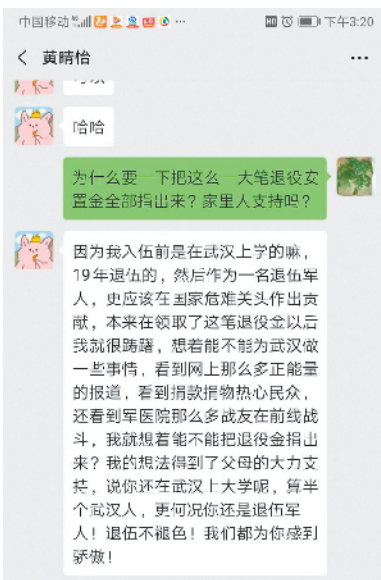 中国移动 下午3:20
黄晴怡
哈哈
为什么要一下把这么一大笔退役安
置金全部捐出来？家里人支持吗？
因为我入伍前是在武汉上学的嘛，
19年退伍的，然后作为一名退伍军
人，更应该在国家危难关头作出贡
献，本来在领取了这笔退役金以后
我就很踌躇，想着能不能为武汉做
一些事情，看到网上那么多正能量
的报道，看到捐款捐物热心民众，
还看到军医院那么多战友在前线战
斗，我就想着能不能把退役金捐出
来？我的想法得到了父母的大力支
持，说你还在武汉上大学呢，算半
个武汉人，更何况你还是退伍军
人！退伍不褪色！我们都为你感到
骄傲！